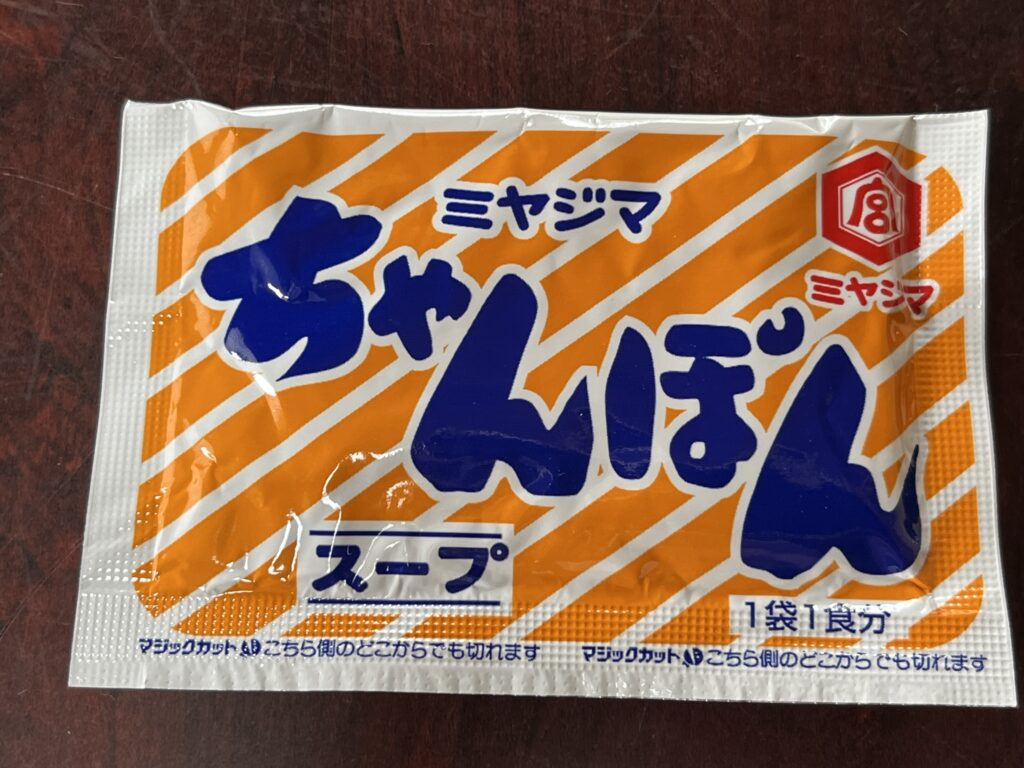 ミヤジマ
宮
ミヤジマ
ちゃんぽん
スープ
1袋1食分
マジックカット こちら側のどこからでも切れます
マジックカット こちら側のどこからでも切れます